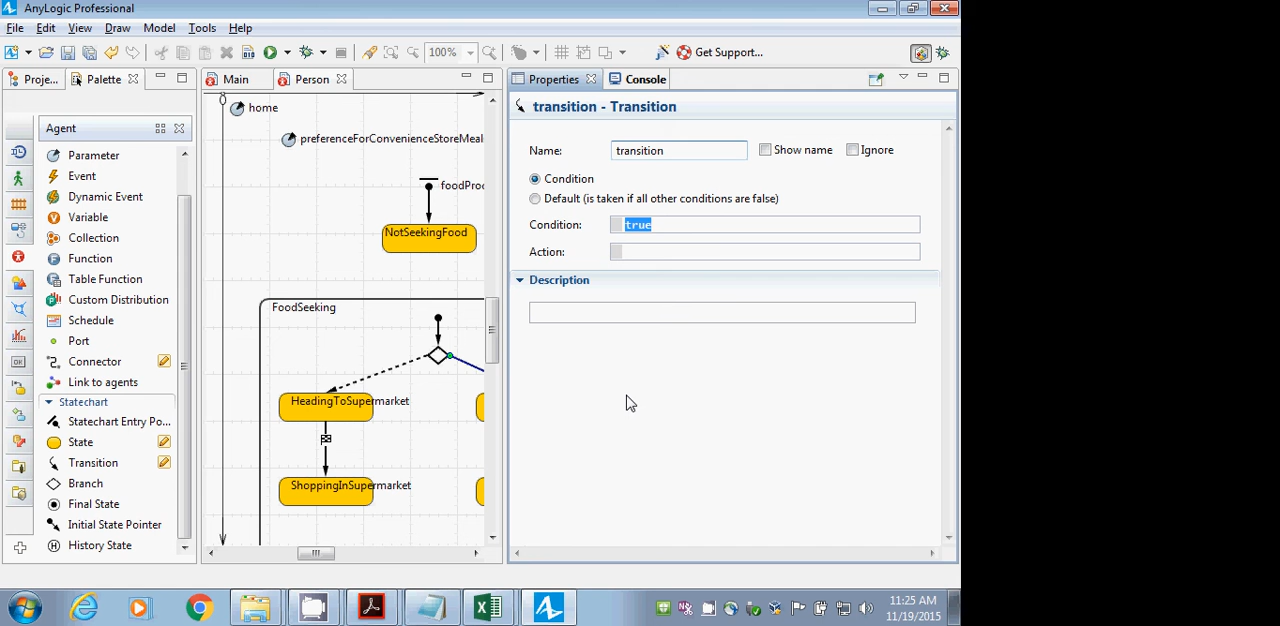 AnyLogic Professional
File Edit View Draw Model Tools Help
100% Get Support...
Proje... Palette Main Person Properties Console
Agent
Parameter
Event
Dynamic Event
Variable
Collection
Function
Table Function
Custom Distribution
Schedule
Port
Connector
Link to agents
Statechart
Statechart Entry Po...
State
Transition
Branch
Final State
Initial State Pointer
History State
home
preferenceForConvenienceStoreMeal
foodProc
NotSeekingFood
FoodSeeking
HeadingToSupermarket
ShoppingInSupermarket
transition - Transition
Name: transition Show name Ignore
Condition
Default (is taken if all other conditions are false)
Condition: true
Action:
Description
11:25 AM
11/19/2015